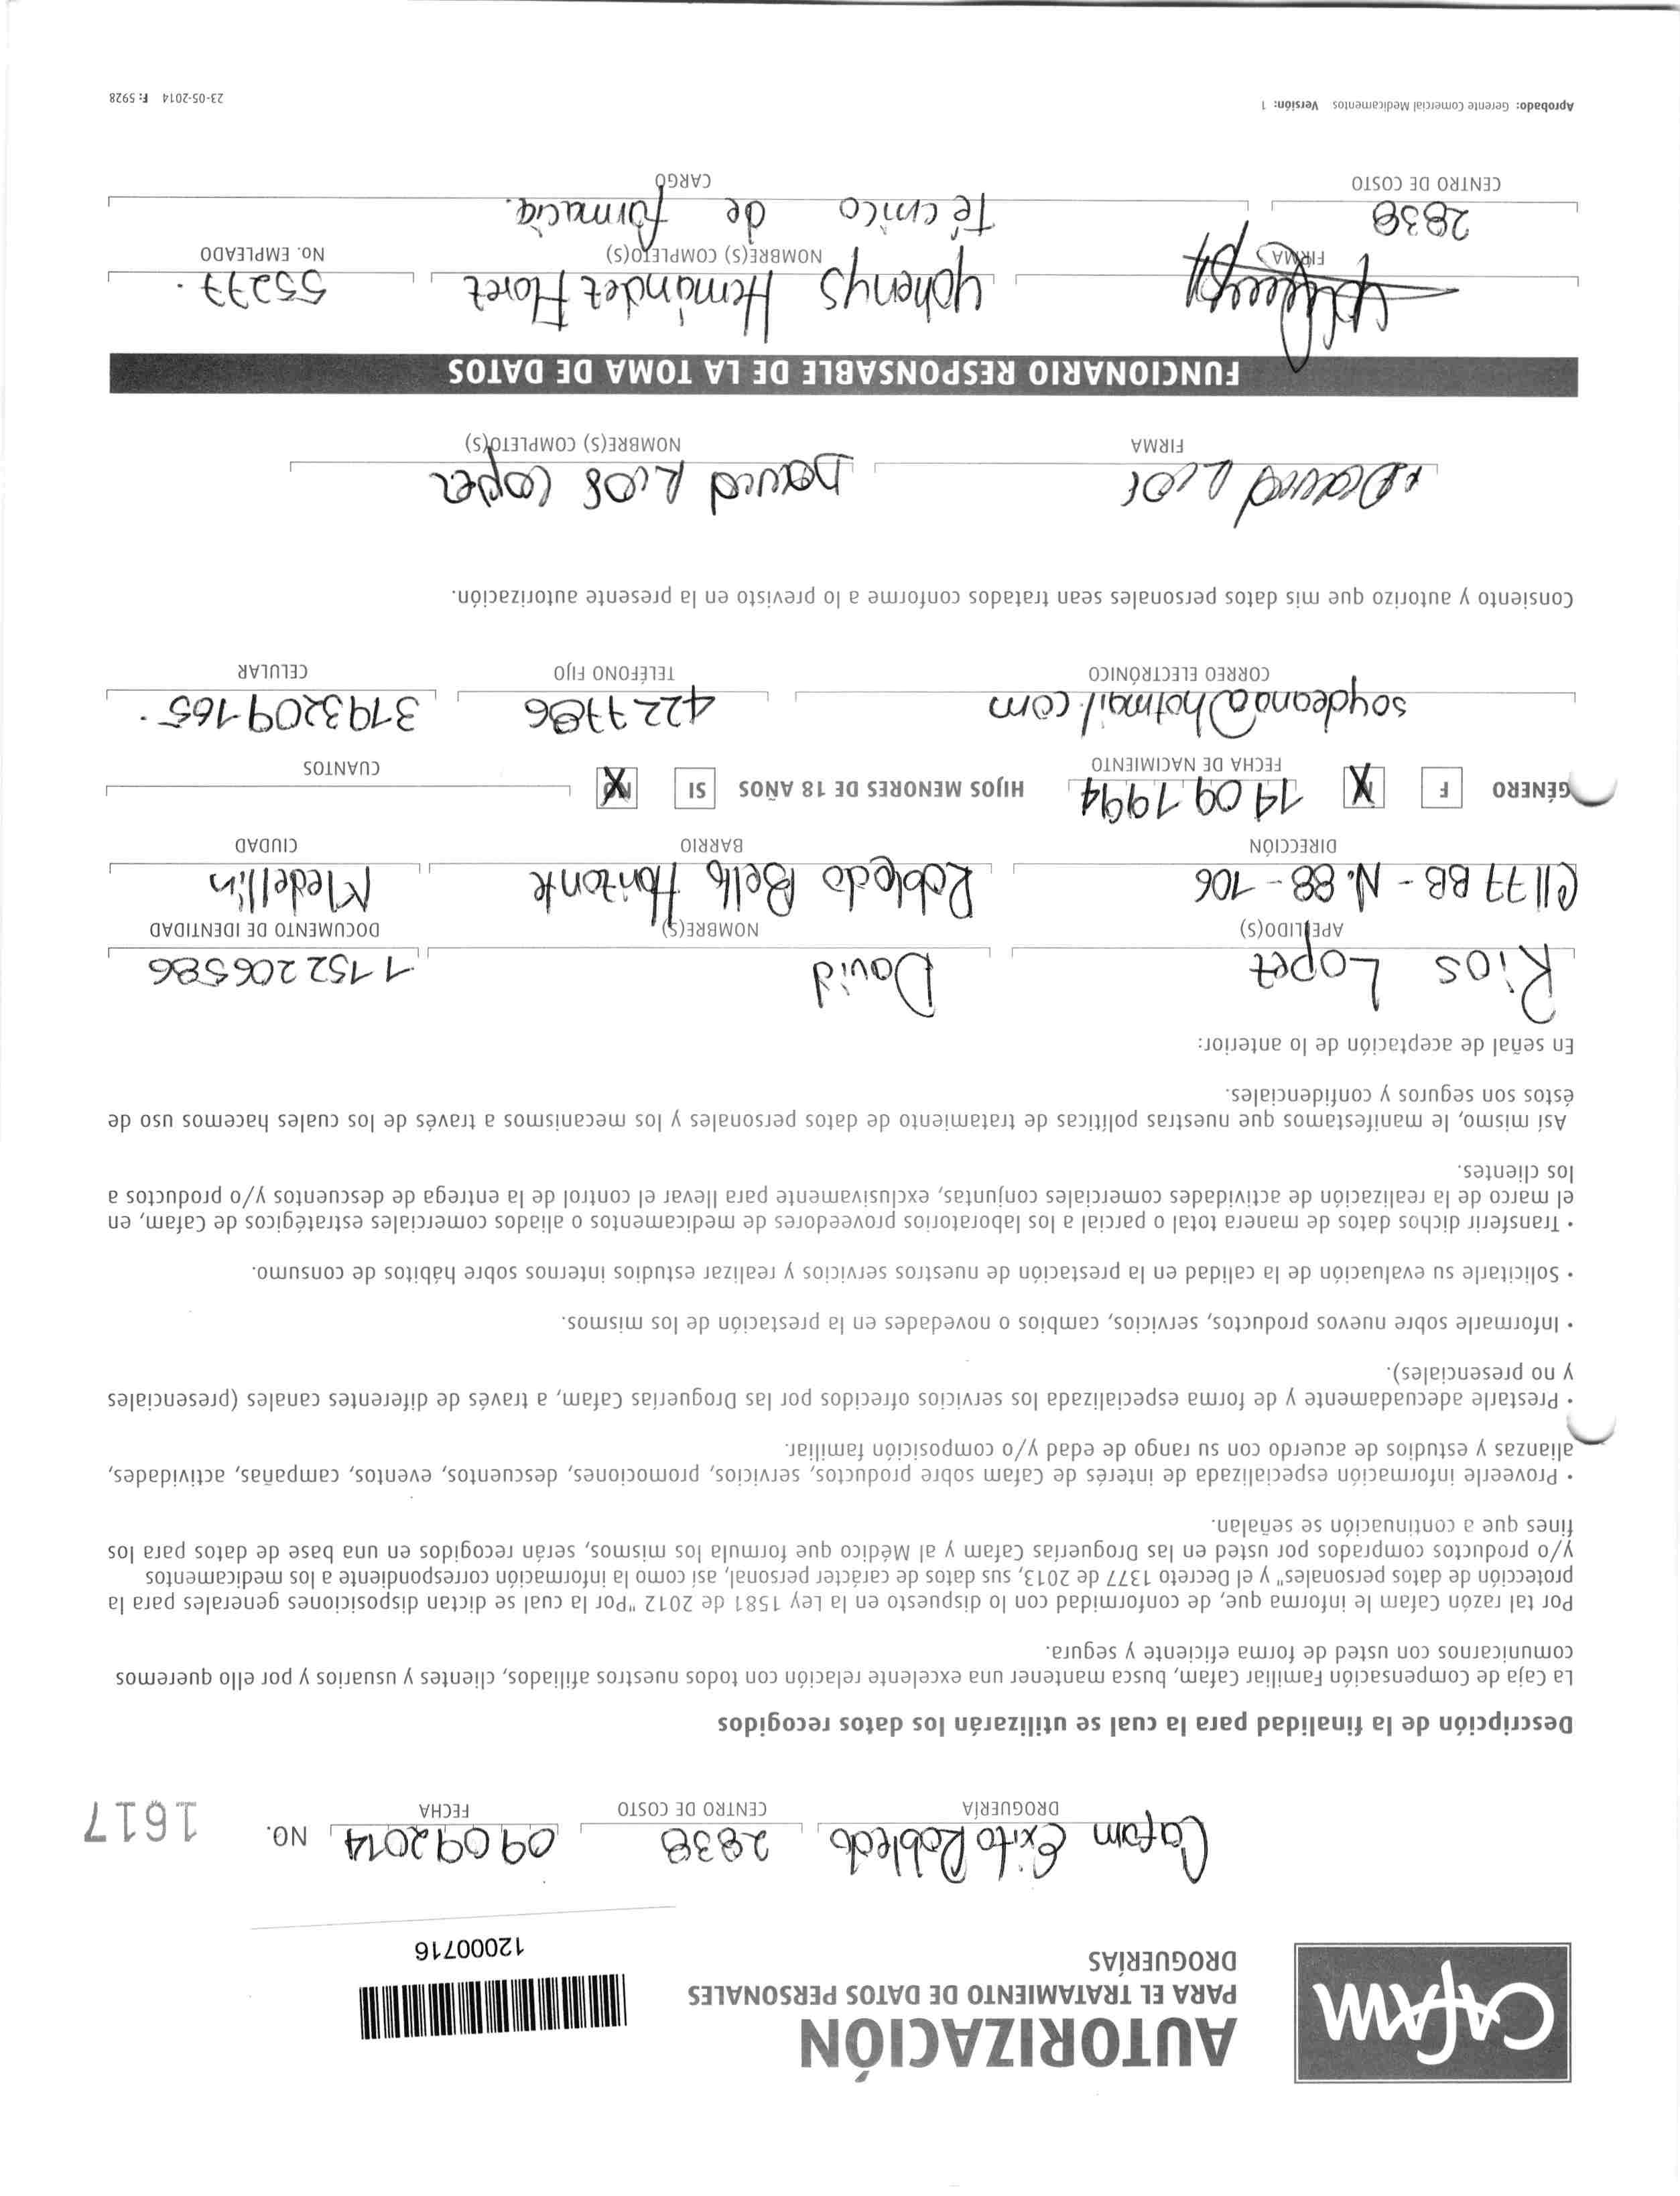 Cafam
AUTORIZACIÓN
PARA EL TRATAMIENTO DE DATOS PERSONALES
DROGUERÍAS
12000716
Cafam Exito Robledo 2838 09 09 2014 NO. 1617
DROGUERÍA CENTRO DE COSTO FECHA
Descripción de la finalidad para la cual se utilizarán los datos recogidos
La Caja de Compensación Familiar Cafam, busca mantener una excelente relación con todos nuestros afiliados, clientes y usuarios y por ello queremos
comunicarnos con usted de forma eficiente y segura.
Por tal razón Cafam le informa que, de conformidad con lo dispuesto en la Ley 1581 de 2012 "Por la cual se dictan disposiciones generales para la
protección de datos personales" y el Decreto 1377 de 2013, sus datos de carácter personal, así como la información correspondiente a los medicamentos
y/o productos comprados por usted en las Droguerías Cafam y al Médico que formula los mismos, serán recogidos en una base de datos para los
fines que a continuación se señalan.
• Proveerle información especializada de interés de Cafam sobre productos, servicios, promociones, descuentos, eventos, campañas, actividades,
alianzas y estudios de acuerdo con su rango de edad y/o composición familiar.
• Prestarle adecuadamente y de forma especializada los servicios ofrecidos por las Droguerías Cafam, a través de diferentes canales (presenciales
y no presenciales).
• Informarle sobre nuevos productos, servicios, cambios o novedades en la prestación de los mismos.
• Solicitarle su evaluación de la calidad en la prestación de nuestros servicios y realizar estudios internos sobre hábitos de consumo.
• Transferir dichos datos de manera total o parcial a los laboratorios proveedores de medicamentos o aliados comerciales estratégicos de Cafam, en
el marco de la realización de actividades comerciales conjuntas, exclusivamente para llevar el control de la entrega de descuentos y/o productos a
los clientes.
Así mismo, le manifestamos que nuestras políticas de tratamiento de datos personales y los mecanismos a través de los cuales hacemos uso de
éstos son seguros y confidenciales.
En señal de aceptación de lo anterior:
Rios Lopez David 1152206586
APELLIDO(S) NOMBRE(S) DOCUMENTO DE IDENTIDAD
Cll 77 BB - N. 88 - 106 Robledo Bello Horizonte Medellin
DIRECCIÓN BARRIO CIUDAD
GÉNERO F X 14 09 1994 HIJOS MENORES DE 18 AÑOS SI NO X
FECHA DE NACIMIENTO CUANTOS
soydeana@hotmail.com 4227786 3193209165.
CORREO ELECTRÓNICO TELÉFONO FIJO CELULAR
Consiento y autorizo que mis datos personales sean tratados conforme a lo previsto en la presente autorización.
David Rios David Rios Lopez
FIRMA NOMBRE(S) COMPLETO(S)
FUNCIONARIO RESPONSABLE DE LA TOMA DE DATOS
Yohenys Hernández Florez 55277.
FIRMA NOMBRE(S) COMPLETO(S) NO. EMPLEADO
2838 Técnico de farmacia.
CENTRO DE COSTO CARGO
Aprobado: Gerente Comercial Medicamentos Versión: 1 23-05-2014 F: 5928